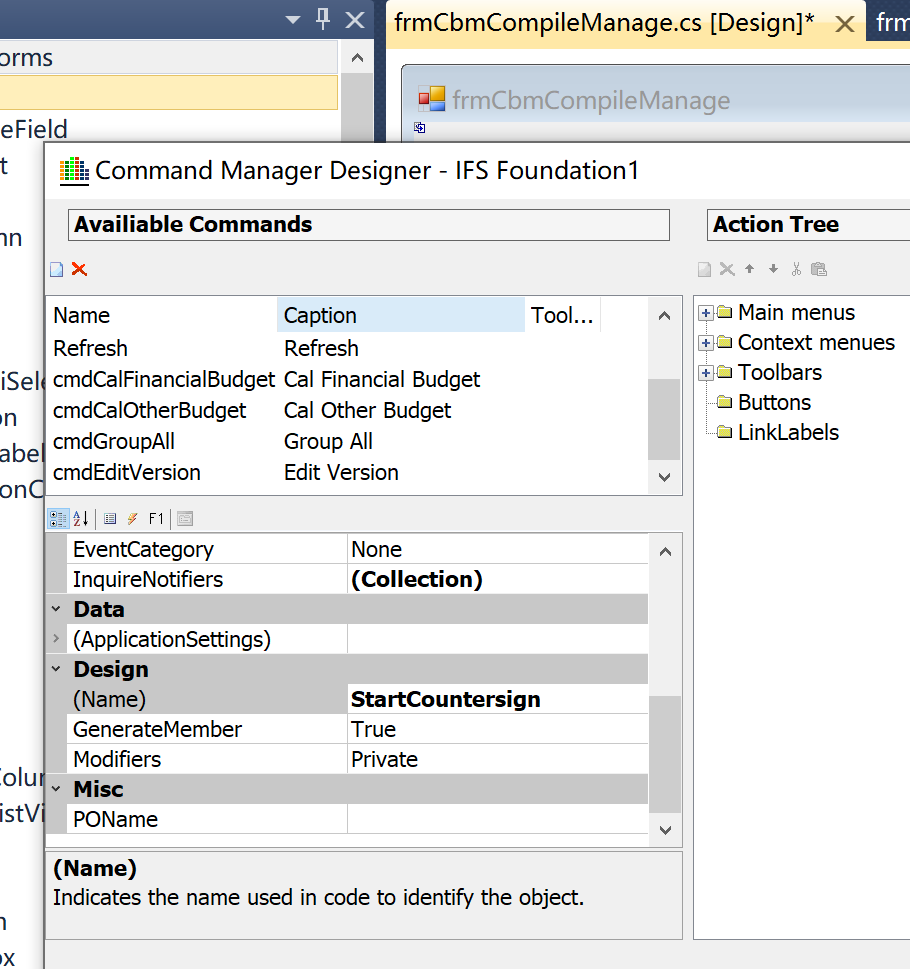 frmCbmCompileManage.cs [Design]*
frm
orms
frmCbmCompileManage
eField
t
nn
iSele
on
abel
onC
Colum
istVi
n
ox
Command Manager Designer - IFS Foundation1
Availiable Commands
Action Tree
Name Caption Tool...
Refresh Refresh
cmdCalFinancialBudget Cal Financial Budget
cmdCalOtherBudget Cal Other Budget
cmdGroupAll Group All
cmdEditVersion Edit Version
Main menus
Context menues
Toolbars
Buttons
LinkLabels
F1
EventCategory None
InquireNotifiers (Collection)
Data
(ApplicationSettings)
Design
(Name) StartCountersign
GenerateMember True
Modifiers Private
Misc
POName
(Name)
Indicates the name used in code to identify the object.